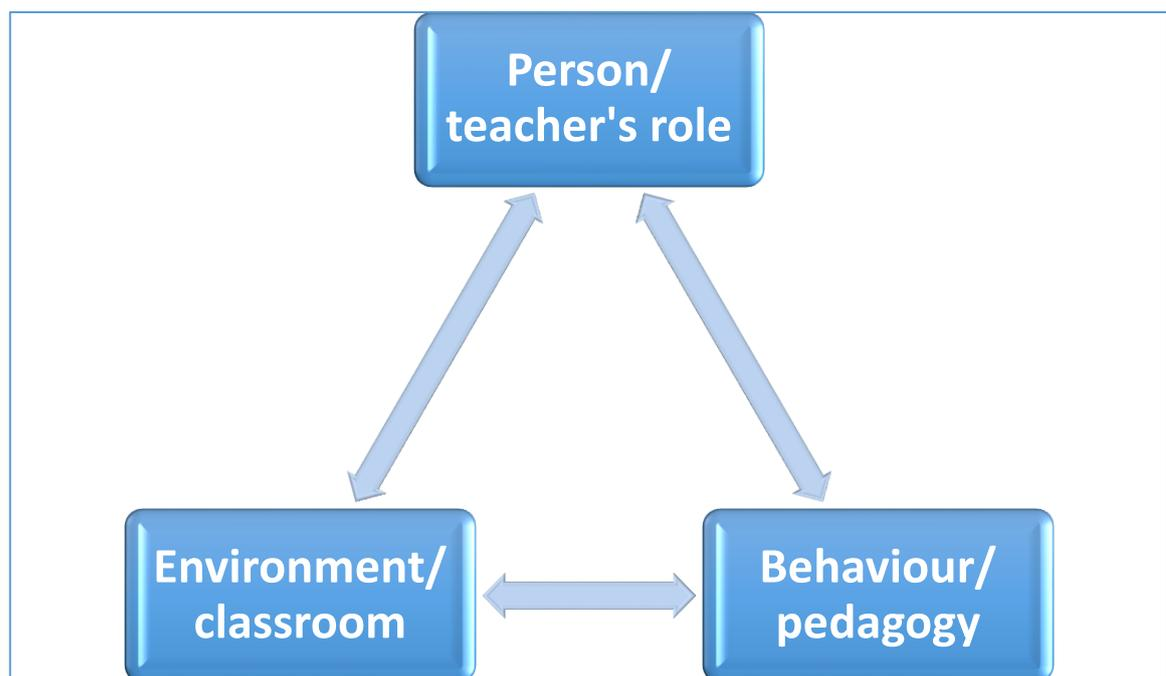 Person/
teacher's role
Environment/
classroom
Behaviour/
pedagogy